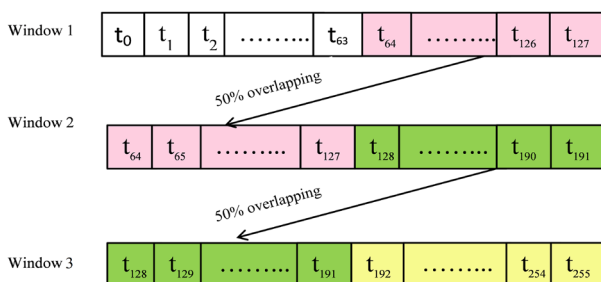 Window 1 t0 t1 t2 ......... t63 t64 ......... t126 t127
50% overlapping
Window 2 t64 t65 ......... t127 t128 ......... t190 t191
50% overlapping
Window 3 t128 t129 ......... t191 t192 ......... t254 t255